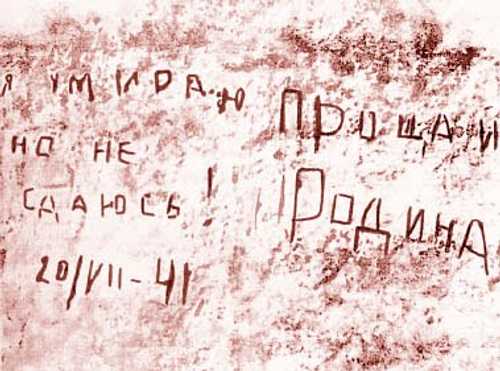 Я УМИРАЮ
НО НЕ
СДАЮСЬ!
20/VII-41
ПРОЩАЙ
РОДИНА